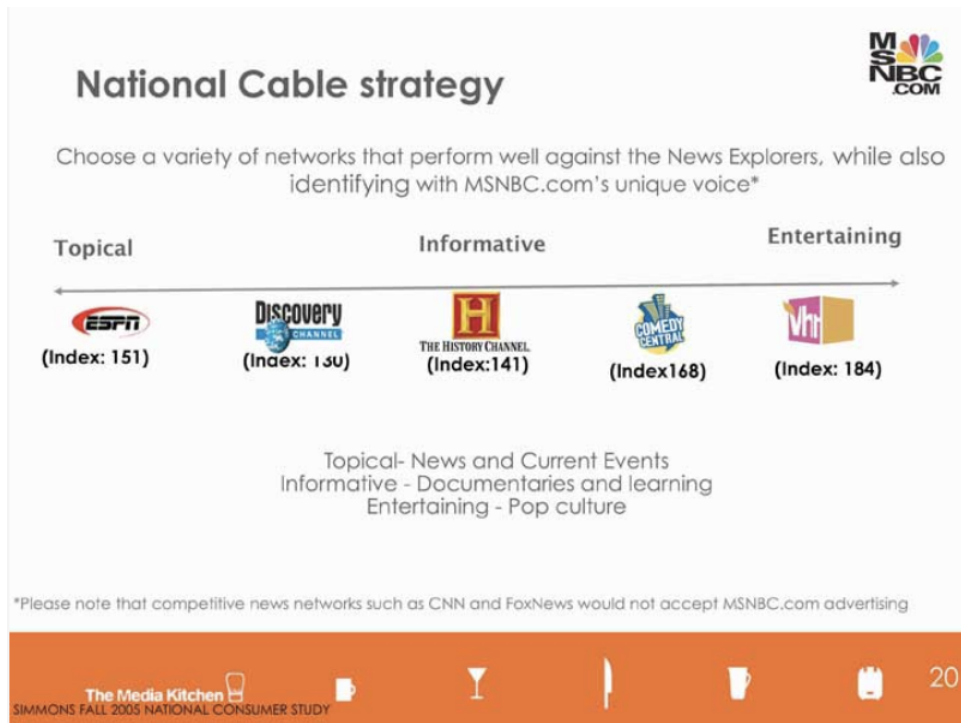 MSNBC.COM
National Cable strategy
Choose a variety of networks that perform well against the News Explorers, while also
identifying with MSNBC.com's unique voice*
Topical Informative Entertaining
ESPN DISCOVERY CHANNEL H THE HISTORY CHANNEL COMEDY CENTRAL Vh1
(Index: 151) (Index: 130) (Index:141) (Index168) (Index: 184)
Topical- News and Current Events
Informative - Documentaries and learning
Entertaining - Pop culture
*Please note that competitive news networks such as CNN and FoxNews would not accept MSNBC.com advertising
The Media Kitchen 20
SIMMONS FALL 2005 NATIONAL CONSUMER STUDY